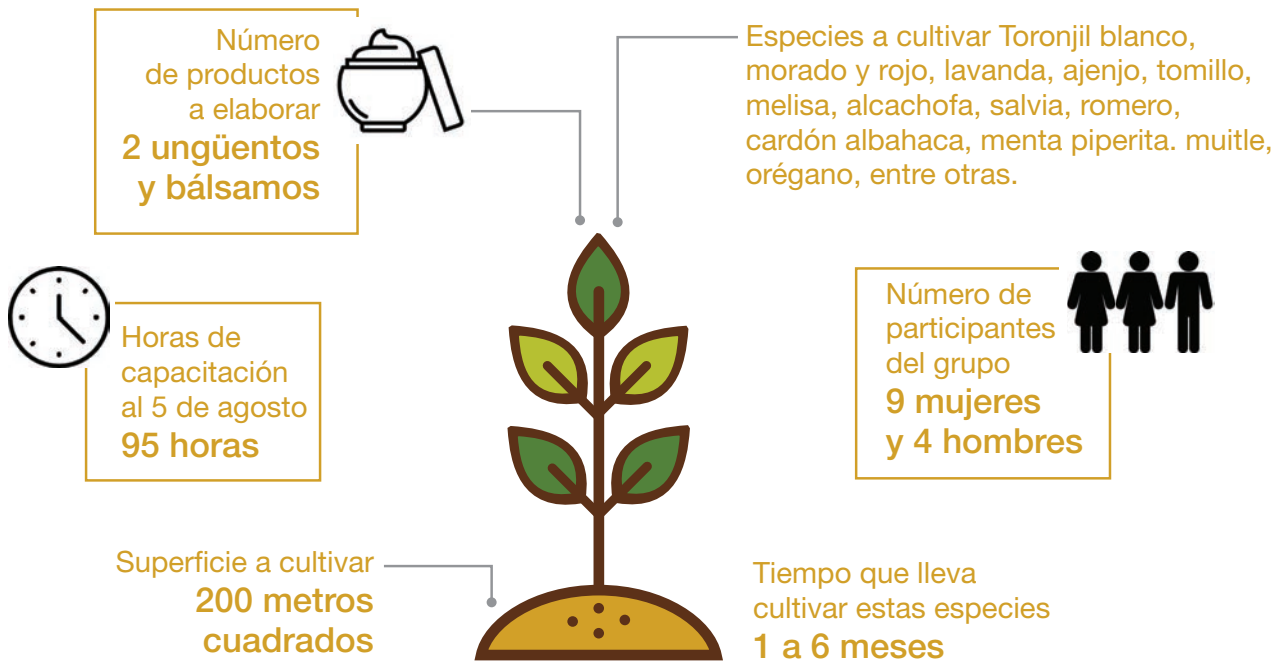 Número
de productos
a elaborar
2 ungüentos
y bálsamos
Especies a cultivar Toronjil blanco,
morado y rojo, lavanda, ajenjo, tomillo,
melisa, alcachofa, salvia, romero,
cardón albahaca, menta piperita. muitle,
orégano, entre otras.
Horas de
capacitación
al 5 de agosto
95 horas
Número de
participantes
del grupo
9 mujeres
y 4 hombres
Superficie a cultivar
200 metros
cuadrados
Tiempo que lleva
cultivar estas especies
1 a 6 meses